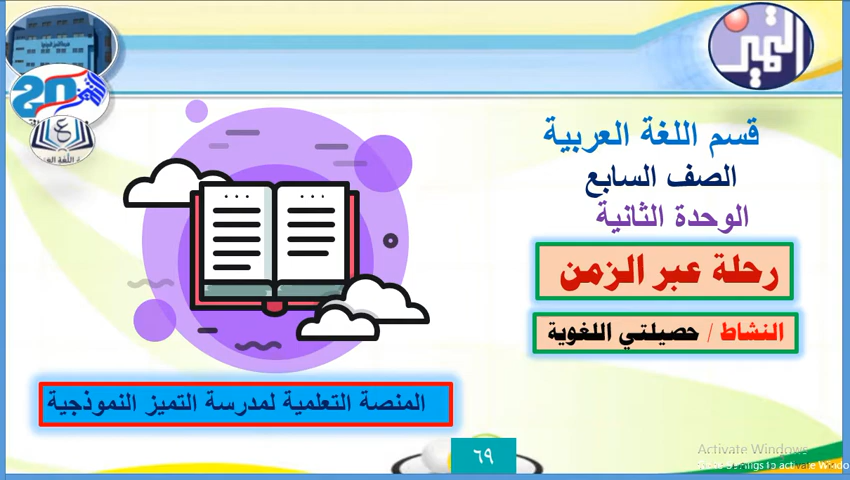 التميز
قسم اللغة العربية
الصف السابع
الوحدة الثانية
رحلة عبر الزمن
النشاط / حصيلتي اللغوية
المنصة التعلمية لمدرسة التميز النموذجية
٦٩
Activate Windows